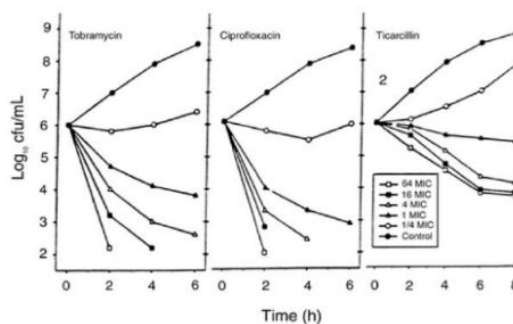 Tobramycin
Ciprofloxacin
Ticarcillin
Log₁₀ cfu/mL
9
8
7
6
5
4
3
2
2
64 MIC
16 MIC
4 MIC
1 MIC
1/4 MIC
Control
0 2 4 6
0 2 4 6
0 2 4 6
Time (h)